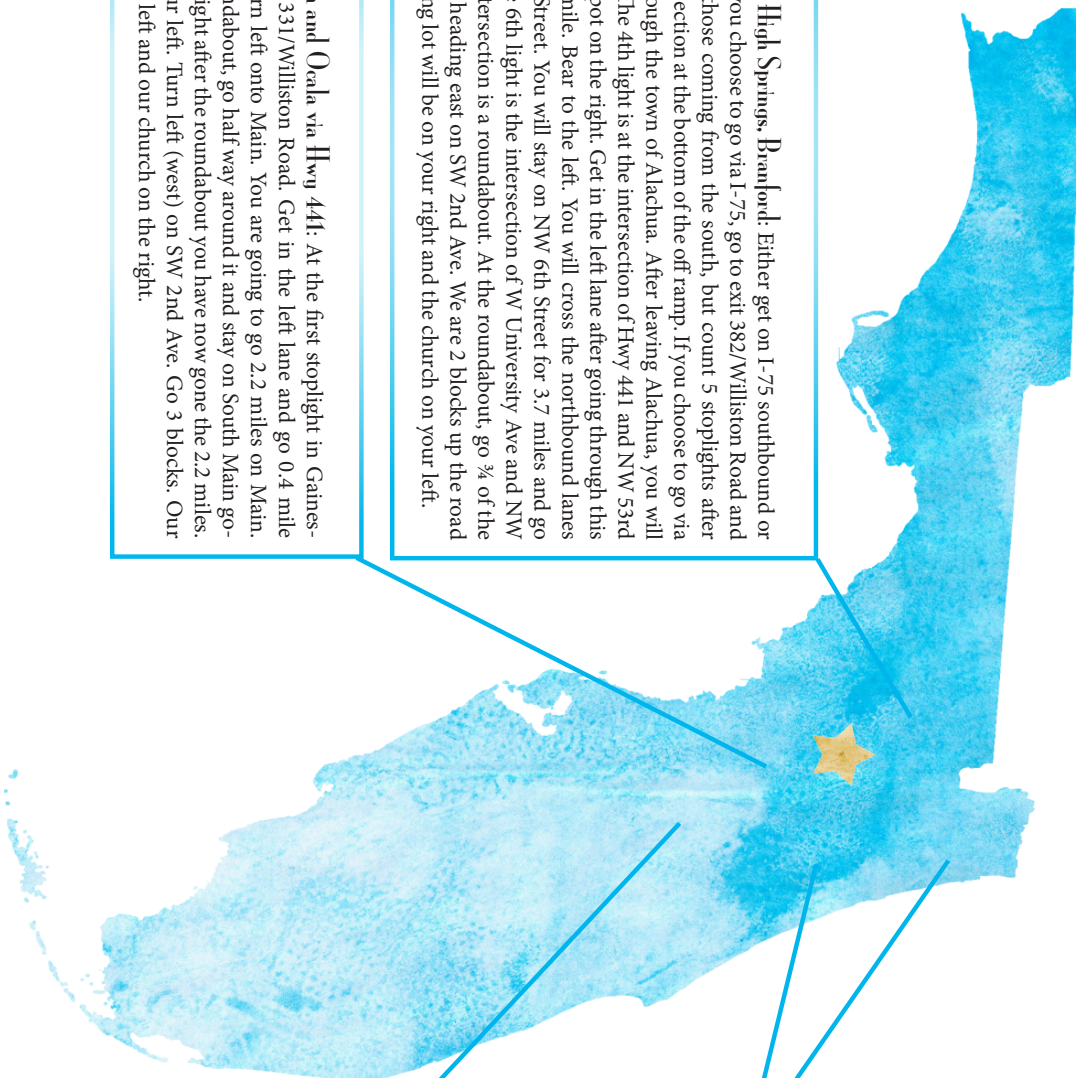 High Springs, Branford: Either get on I-75 southbound or
you choose to go via I-75, go to exit 382/Williston Road and
hose coming from the south, but count 5 stoplights after
ection at the bottom of the off ramp. If you choose to go via
ough the town of Alachua. After leaving Alachua, you will
he 4th light is at the intersection of Hwy 441 and NW 53rd
pot on the right. Get in the left lane after going through this
mile. Bear to the left. You will cross the northbound lanes
Street. You will stay on NW 6th Street for 3.7 miles and go
e 6th light is the intersection of W University Ave and NW
tersection is a roundabout. At the roundabout, go ¾ of the
heading east on SW 2nd Ave. We are 2 blocks up the road
ng lot will be on your right and the church on your left.
and Ocala via Hwy 441: At the first stoplight in Gaines-
331/Williston Road. Get in the left lane and go 0.4 mile
rn left onto Main. You are going to go 2.2 miles on Main.
ndabout, go half way around it and stay on South Main go-
ight after the roundabout you have now gone the 2.2 miles.
ur left. Turn left (west) on SW 2nd Ave. Go 3 blocks. Our
left and our church on the right.